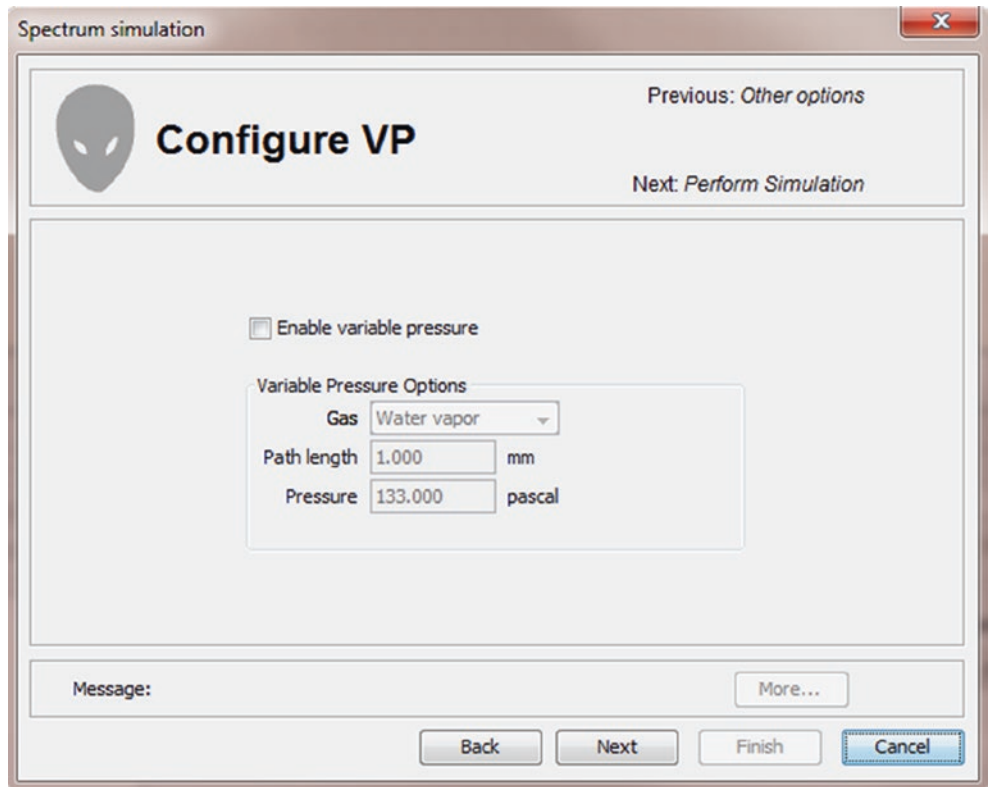 Spectrum simulation
Previous: Other options
Configure VP
Next: Perform Simulation
Enable variable pressure
Variable Pressure Options
Gas Water vapor
Path length 1.000 mm
Pressure 133.000 pascal
Message: More...
Back Next Finish Cancel